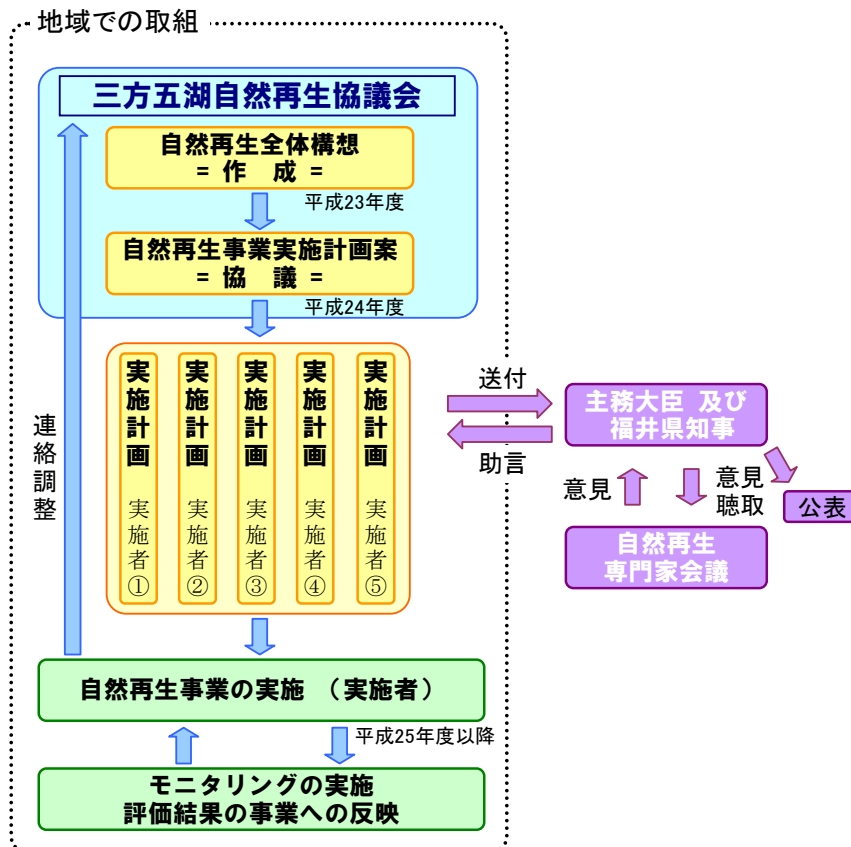 地域での取組
三方五湖自然再生協議会
自然再生全体構想
= 作　成 =
平成23年度
自然再生事業実施計画案
= 協　議 =
平成24年度
連絡調整
実施計画　実施者①
実施計画　実施者②
実施計画　実施者③
実施計画　実施者④
実施計画　実施者⑤
送付
助言
主務大臣 及び
福井県知事
意見
意見
聴取
公表
自然再生
専門家会議
自然再生事業の実施 （実施者）
平成25年度以降
モニタリングの実施
評価結果の事業への反映